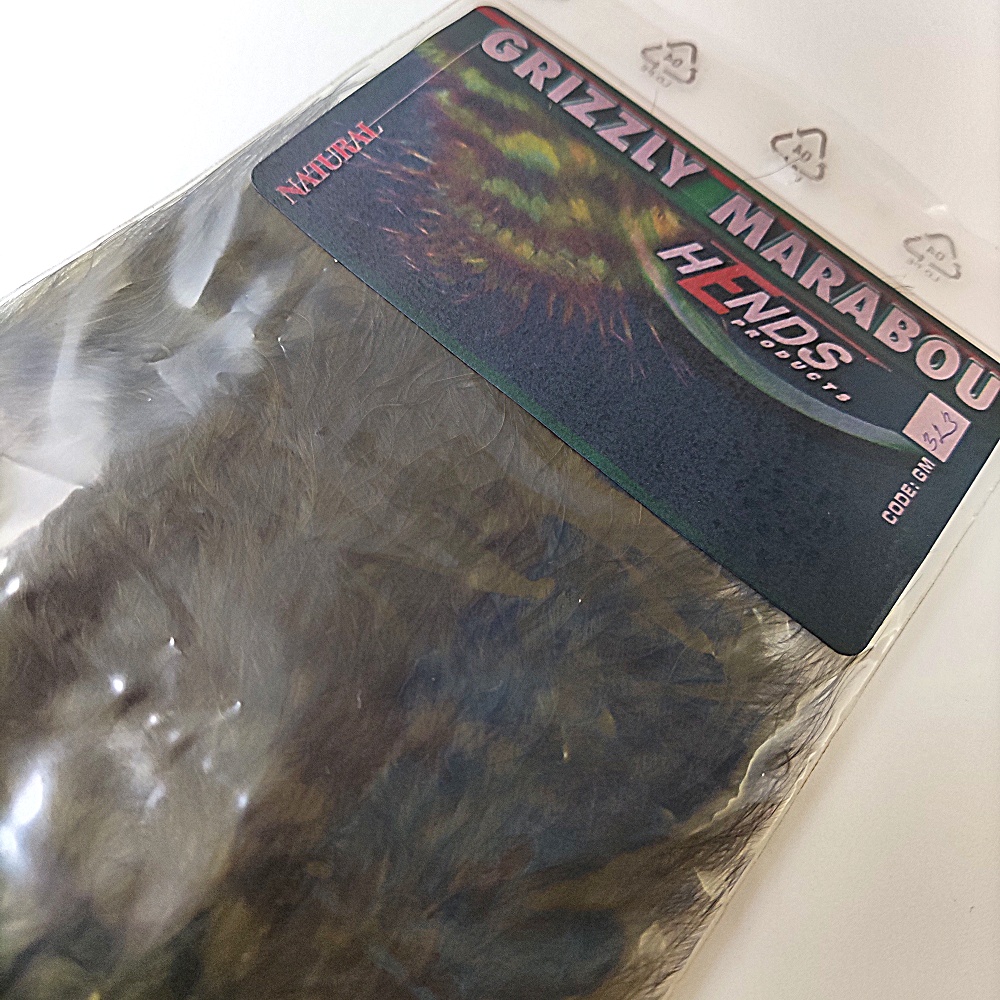 GRIZZLY MARABOU
NATURAL
HENDS
PRODUCTS
CODE: GM 323